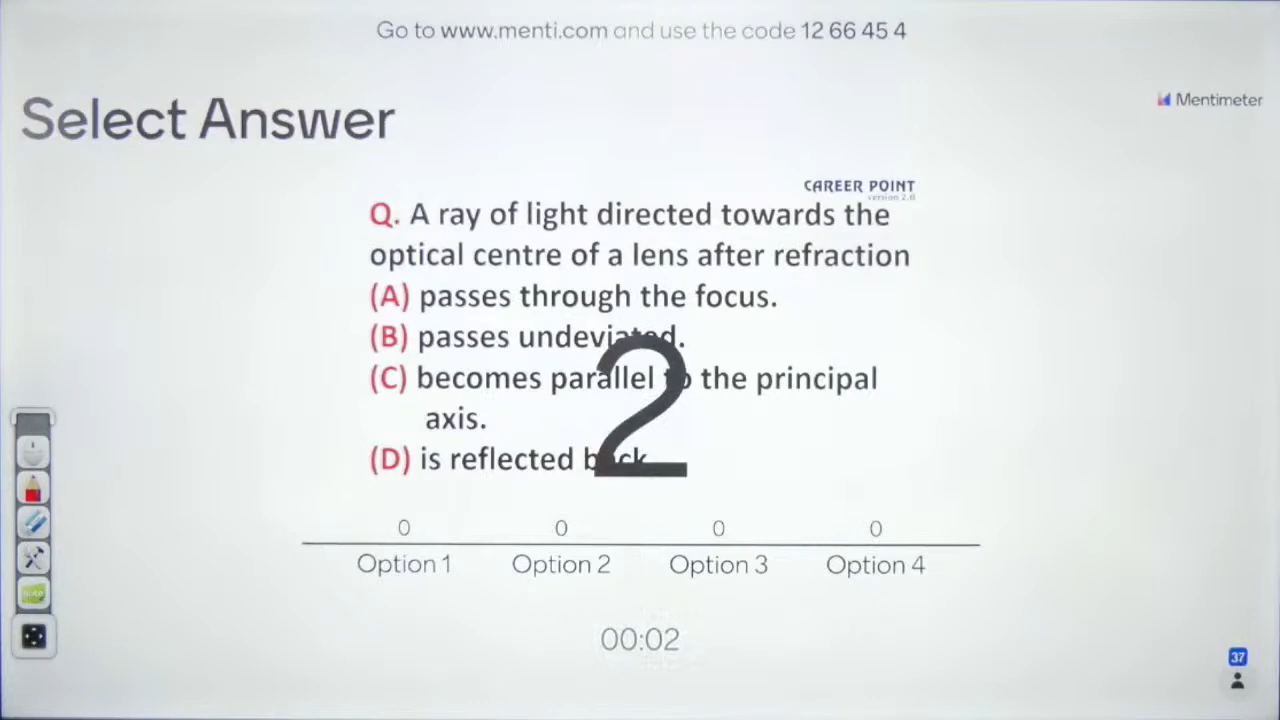 Go to www.menti.com and use the code 12 66 45 4
Select Answer
Mentimeter
CAREER POINT
version 2.0
Q. A ray of light directed towards the
optical centre of a lens after refraction
(A) passes through the focus.
(B) passes undeviated.
(C) becomes parallel to the principal
axis.
(D) is reflected back
2
0 0 0 0
Option 1 Option 2 Option 3 Option 4
00:02
37